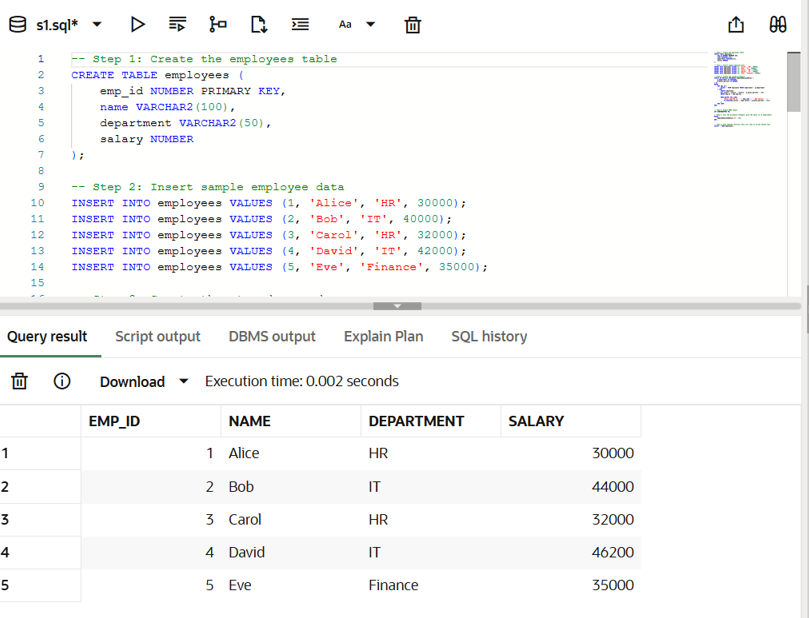 s1.sql*
Aa
1 -- Step 1: Create the employees table
2 CREATE TABLE employees (
3 emp_id NUMBER PRIMARY KEY,
4 name VARCHAR2(100),
5 department VARCHAR2(50),
6 salary NUMBER
7 );
8
9 -- Step 2: Insert sample employee data
10 INSERT INTO employees VALUES (1, 'Alice', 'HR', 30000);
11 INSERT INTO employees VALUES (2, 'Bob', 'IT', 40000);
12 INSERT INTO employees VALUES (3, 'Carol', 'HR', 32000);
13 INSERT INTO employees VALUES (4, 'David', 'IT', 42000);
14 INSERT INTO employees VALUES (5, 'Eve', 'Finance', 35000);
15
Query result Script output DBMS output Explain Plan SQL history
Download Execution time: 0.002 seconds
EMP_ID NAME DEPARTMENT SALARY
1 1 Alice HR 30000
2 2 Bob IT 44000
3 3 Carol HR 32000
4 4 David IT 46200
5 5 Eve Finance 35000